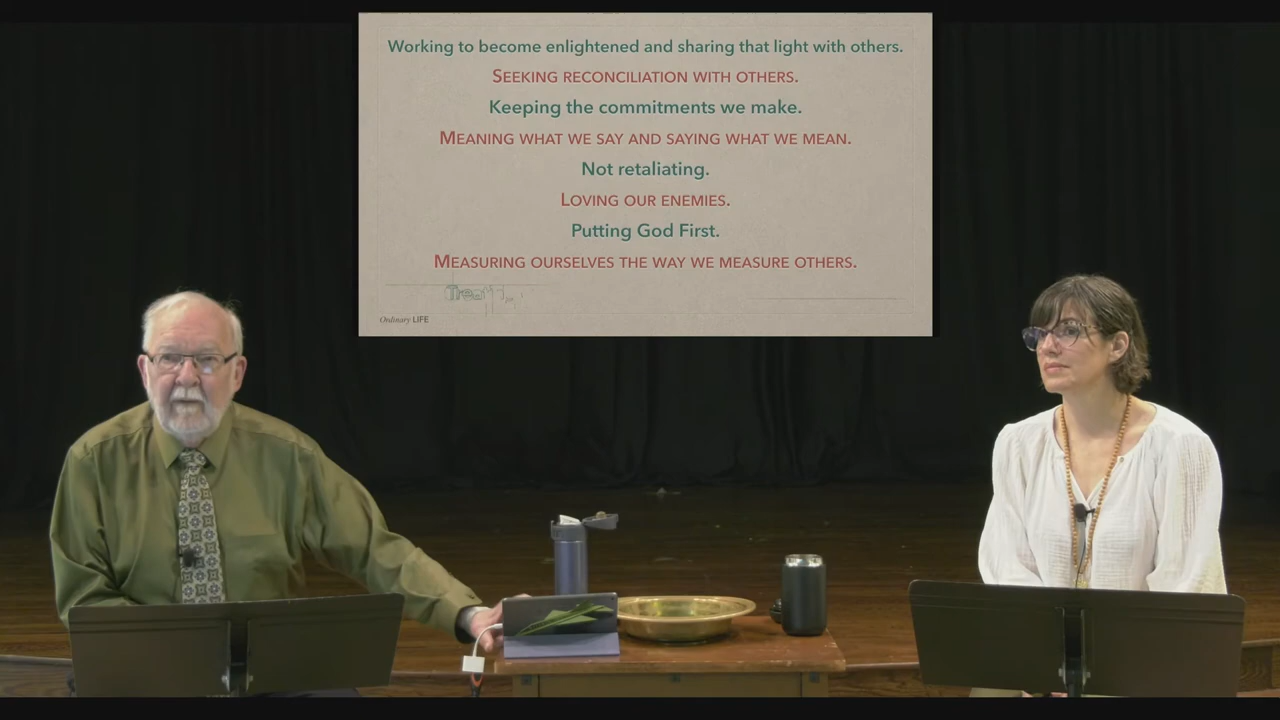 Working to become enlightened and sharing that light with others.
SEEKING RECONCILIATION WITH OTHERS.
Keeping the commitments we make.
MEANING WHAT WE SAY AND SAYING WHAT WE MEAN.
Not retaliating.
LOVING OUR ENEMIES.
Putting God First.
MEASURING OURSELVES THE WAY WE MEASURE OTHERS.
Ordinary LIFE